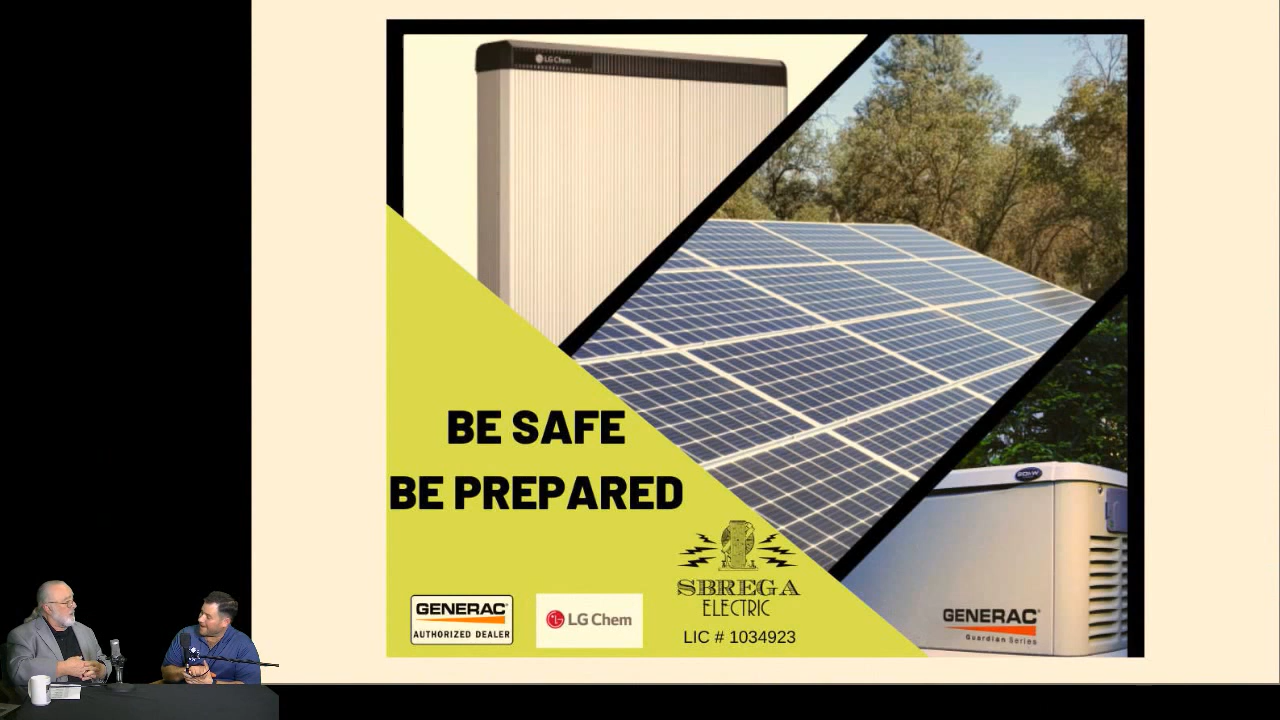 LG Chem
BE SAFE
BE PREPARED
GENERAC
AUTHORIZED DEALER
LG Chem
SBREGA
ELECTRIC
LIC # 1034923
GENERAC
Guardian Series